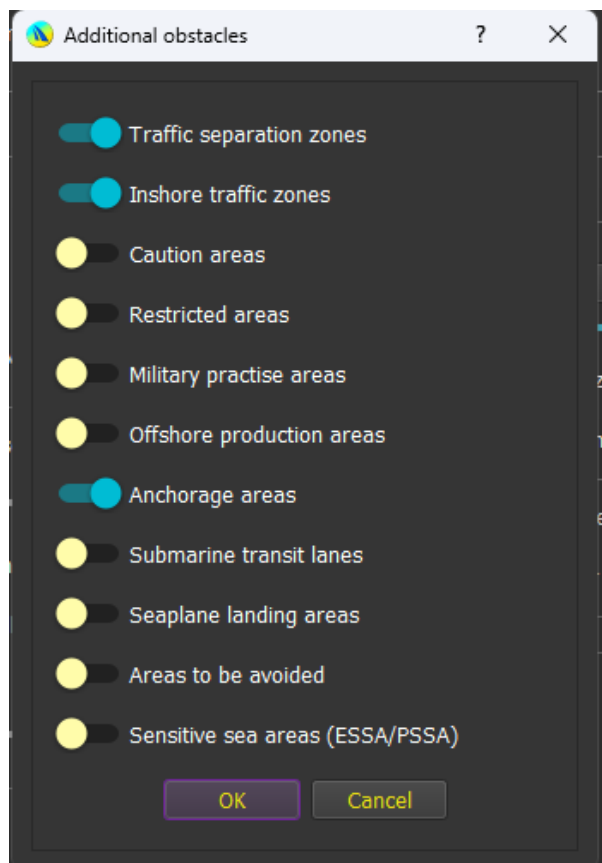 Additional obstacles ?
Traffic separation zones
Inshore traffic zones
Caution areas
Restricted areas
Military practise areas
Offshore production areas
Anchorage areas
Submarine transit lanes
Seaplane landing areas
Areas to be avoided
Sensitive sea areas (ESSA/PSSA)
OK Cancel